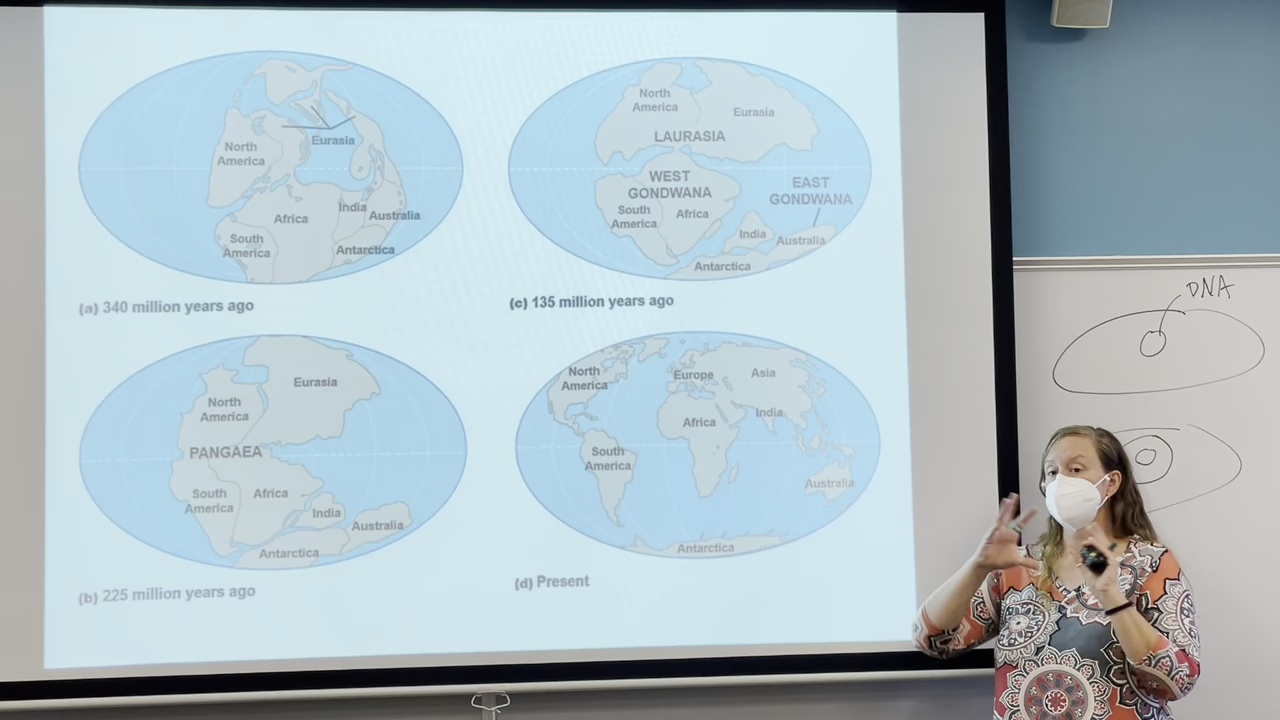 Eurasia
North
America
Africa
India
Australia
South
America
Antarctica
(a) 340 million years ago
North
America
Eurasia
LAURASIA
WEST
GONDWANA
EAST
GONDWANA
South
America
Africa
India
Australia
Antarctica
(c) 135 million years ago
Eurasia
North
America
PANGAEA
South
America
Africa
India
Australia
Antarctica
(b) 225 million years ago
North
America
Europe
Asia
India
Africa
South
America
Australia
Antarctica
(d) Present
DNA